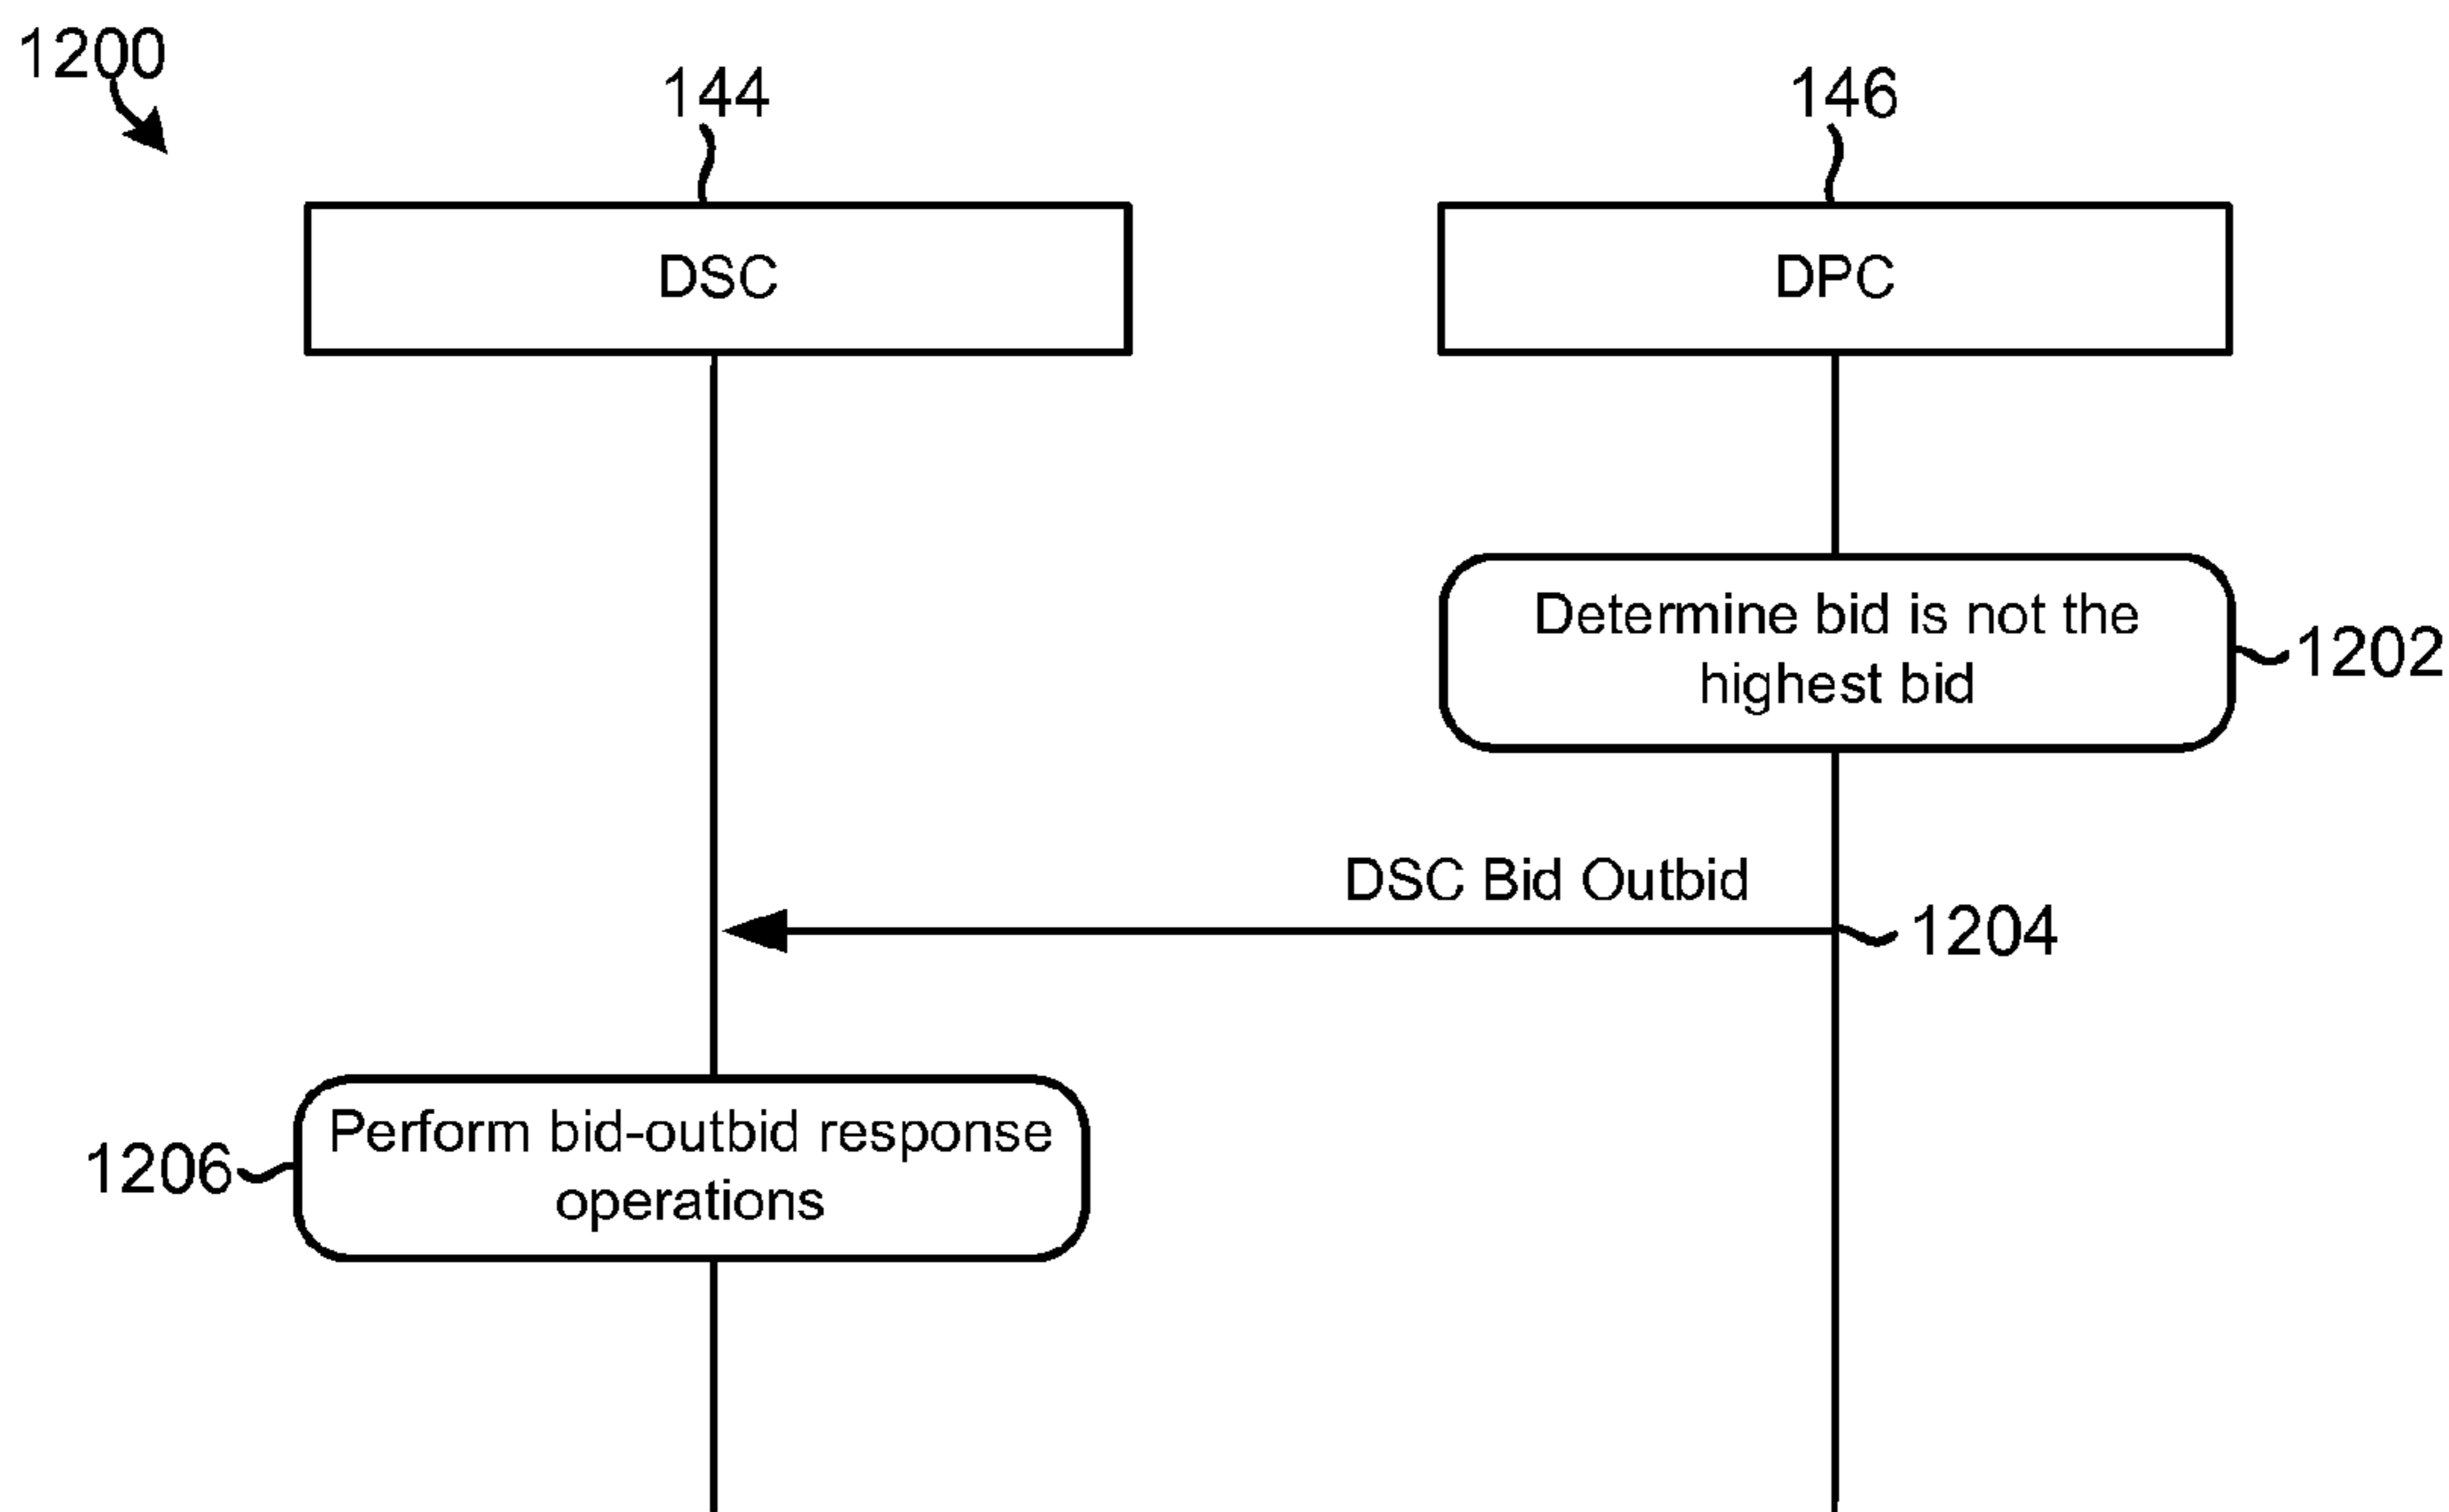 1200
144
146
DSC
DPC
Determine bid is not the
highest bid
1202
DSC Bid Outbid
1204
Perform bid-outbid response
operations
1206